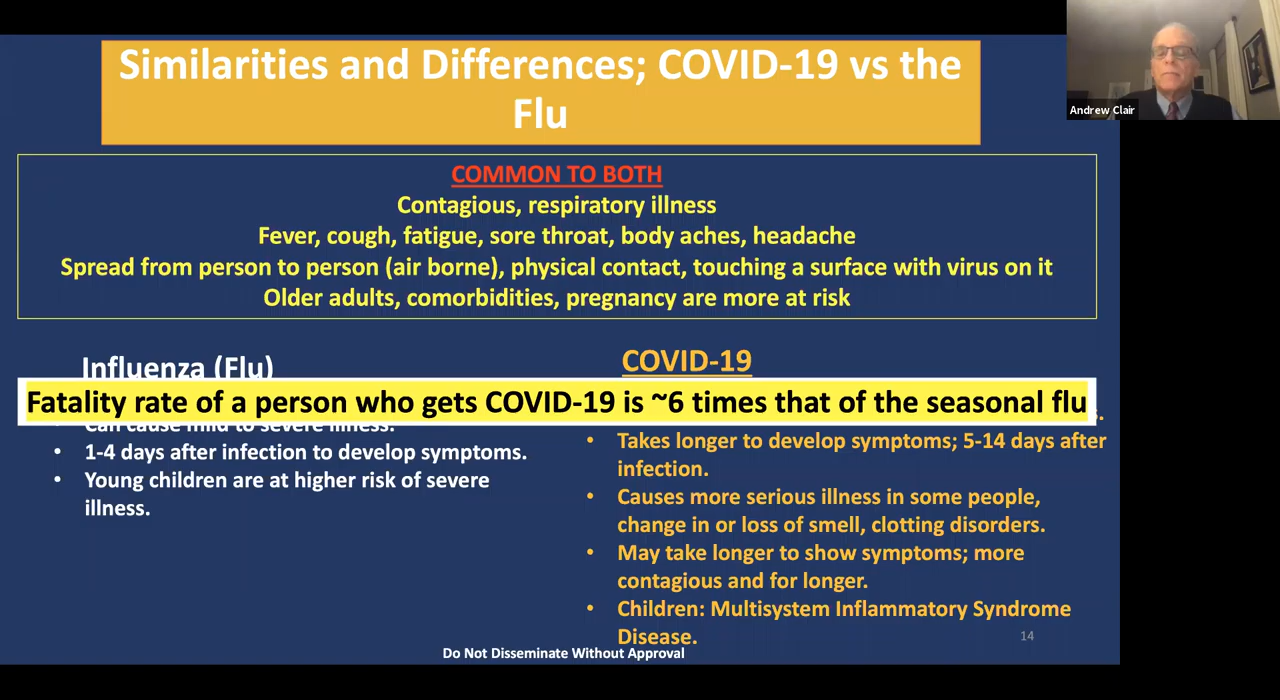 Similarities and Differences; COVID-19 vs the
Flu
Andrew Clair
COMMON TO BOTH
Contagious, respiratory illness
Fever, cough, fatigue, sore throat, body aches, headache
Spread from person to person (air borne), physical contact, touching a surface with virus on it
Older adults, comorbidities, pregnancy are more at risk
Influenza (Flu)
COVID-19
Fatality rate of a person who gets COVID-19 is ~6 times that of the seasonal flu
Can cause mild to severe illness.
• 1-4 days after infection to develop symptoms.
• Young children are at higher risk of severe
illness.
• Takes longer to develop symptoms; 5-14 days after
infection.
• Causes more serious illness in some people,
change in or loss of smell, clotting disorders.
• May take longer to show symptoms; more
contagious and for longer.
• Children: Multisystem Inflammatory Syndrome
Disease.
14
Do Not Disseminate Without Approval